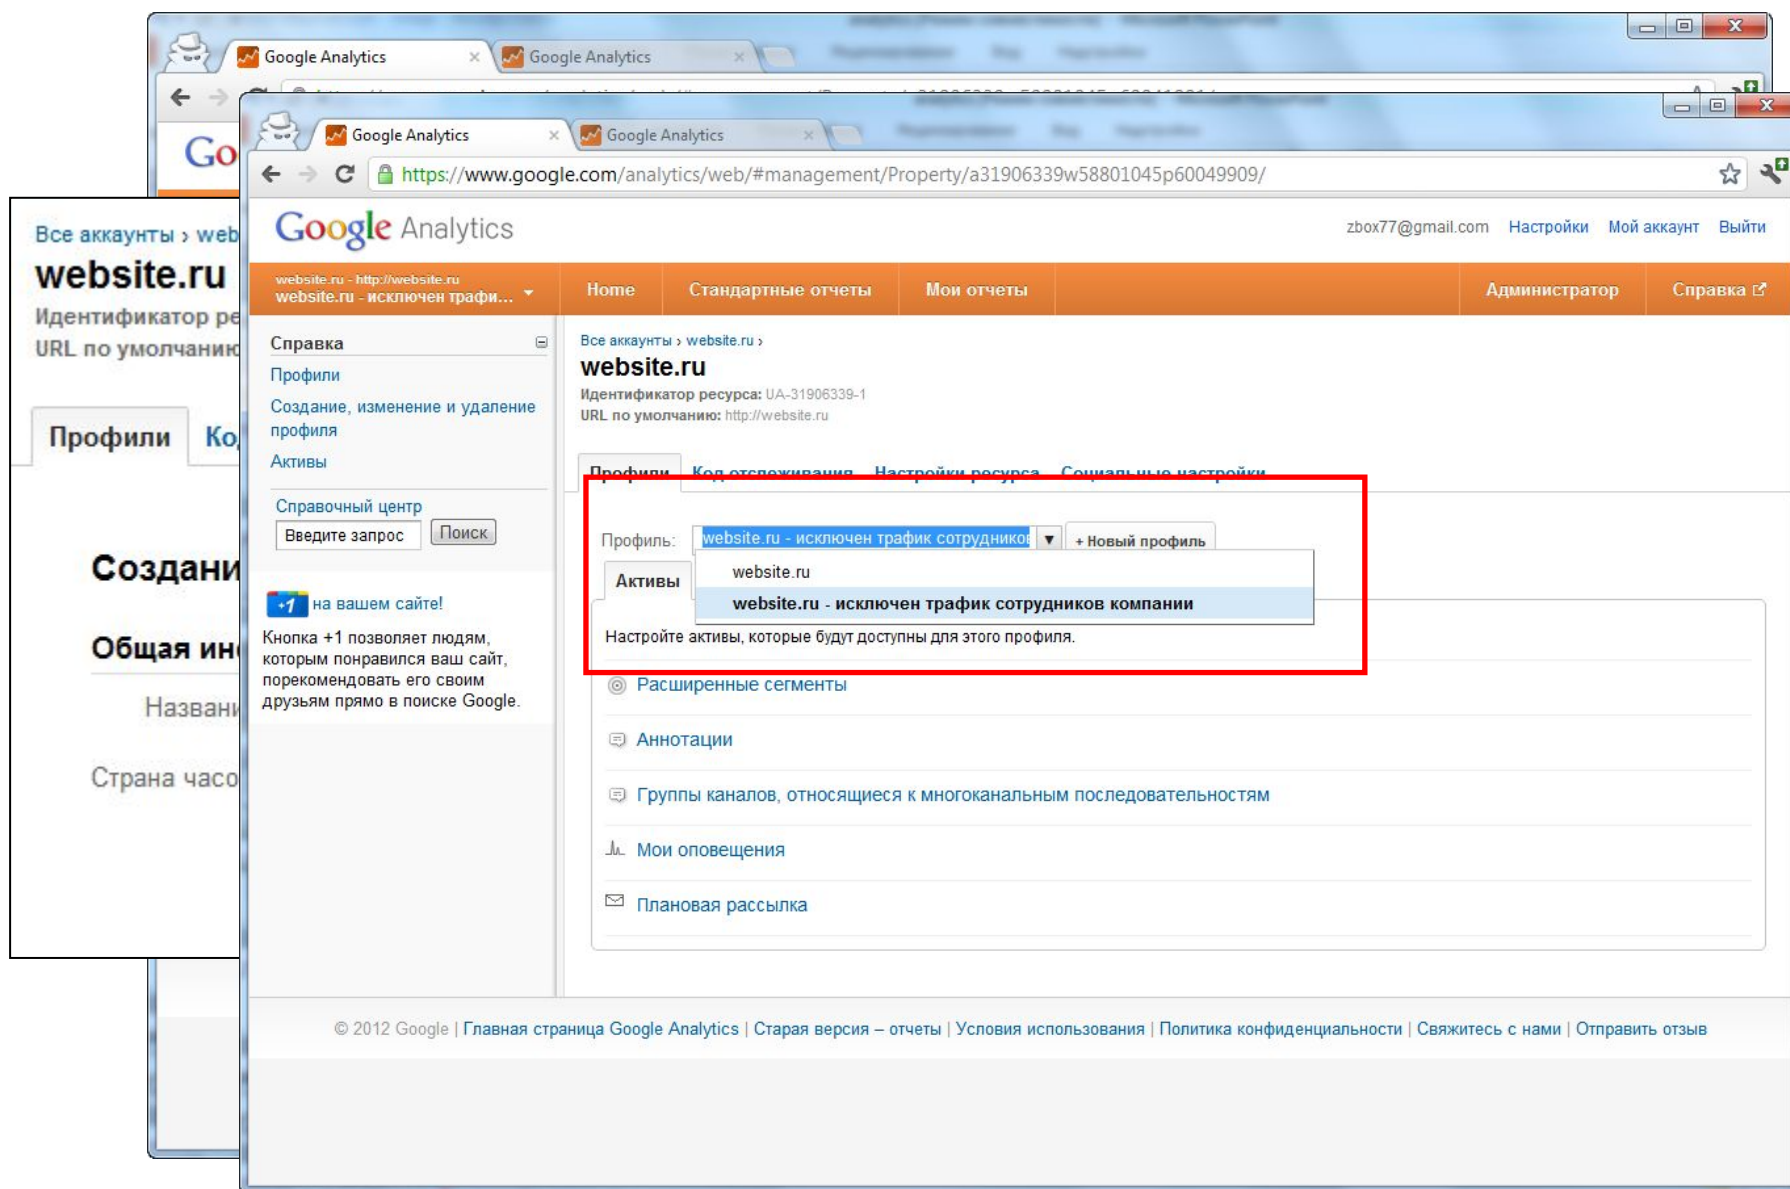 Google Analytics
Google Analytics
Go
Google Analytics
Google Analytics
https://www.google.com/analytics/web/#management/Property/a31906339w58801045p60049909/
Все аккаунты › web
website.ru
Идентификатор ре
URL по умолчанию
Профили
Ко
Создани
Общая ин
Названи
Страна часо
Google Analytics
zbox77@gmail.com Настройки Мой аккаунт Выйти
website.ru - http://website.ru
website.ru - исключен трафи...
Home
Стандартные отчеты
Мои отчеты
Администратор
Справка
Справка
Профили
Создание, изменение и удаление
профиля
Активы
Справочный центр
Введите запрос
Поиск
+1 на вашем сайте!
Кнопка +1 позволяет людям,
которым понравился ваш сайт,
порекомендовать его своим
друзьям прямо в поиске Google.
Все аккаунты › website.ru ›
website.ru
Идентификатор ресурса: UA-31906339-1
URL по умолчанию: http://website.ru
Профили Код отслеживания Настройки ресурса Социальные настройки
Профиль: website.ru - исключен трафик сотрудников + Новый профиль
website.ru
Активы
website.ru - исключен трафик сотрудников компании
Настройте активы, которые будут доступны для этого профиля.
Расширенные сегменты
Аннотации
Группы каналов, относящиеся к многоканальным последовательностям
Мои оповещения
Плановая рассылка
© 2012 Google | Главная страница Google Analytics | Старая версия – отчеты | Условия использования | Политика конфиденциальности | Свяжитесь с нами | Отправить отзыв